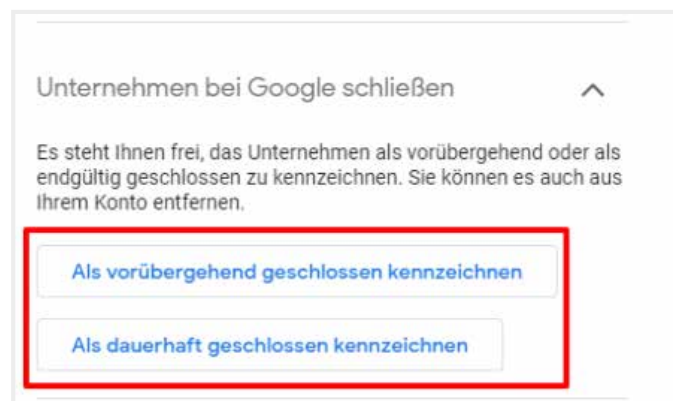 Unternehmen bei Google schließen
Es steht Ihnen frei, das Unternehmen als vorübergehend oder als
endgültig geschlossen zu kennzeichnen. Sie können es auch aus
Ihrem Konto entfernen.
Als vorübergehend geschlossen kennzeichnen
Als dauerhaft geschlossen kennzeichnen